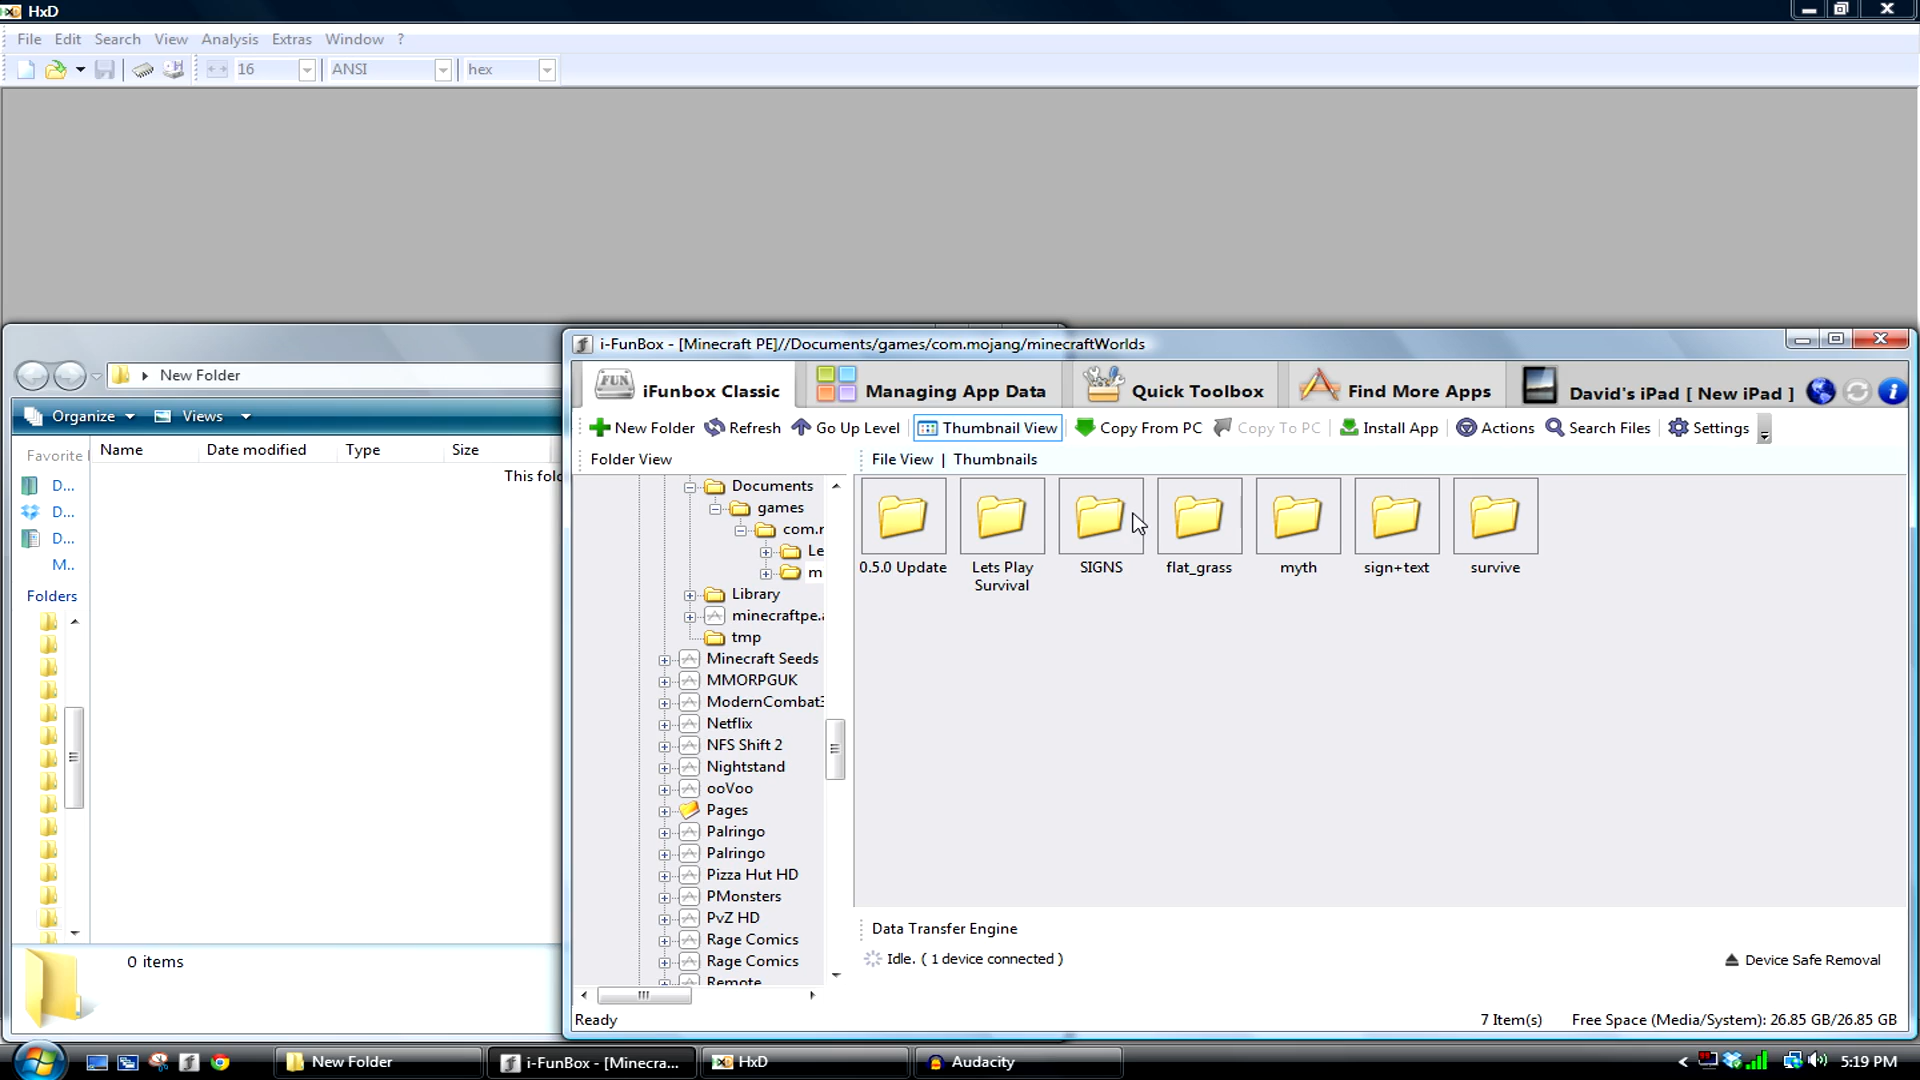 HxD
File Edit Search View Analysis Extras Window ?
16 ANSI hex
New Folder
Organize Views
Name Date modified Type Size
This fold
Favorite
D...
D...
D...
M..
Folders
0 items
i-FunBox - [Minecraft PE]//Documents/games/com.mojang/minecraftWorlds
FUN iFunbox Classic Managing App Data Quick Toolbox Find More Apps David's iPad [ New iPad ]
New Folder Refresh Go Up Level Thumbnail View Copy From PC Copy To PC Install App Actions Search Files Settings
Folder View
File View | Thumbnails
Documents
games
com.r
Le
m
Library
minecraftpe.a
tmp
Minecraft Seeds
MMORPGUK
ModernCombat3
Netflix
NFS Shift 2
Nightstand
ooVoo
Pages
Palringo
Palringo
Pizza Hut HD
PMonsters
PvZ HD
Rage Comics
Rage Comics
Remote
0.5.0 Update
Lets Play
Survival
SIGNS
flat_grass
myth
sign+text
survive
Data Transfer Engine
Idle. ( 1 device connected )
Device Safe Removal
Ready
7 Item(s) Free Space (Media/System): 26.85 GB/26.85 GB
New Folder i-FunBox - [Minecra... HxD Audacity 5:19 PM